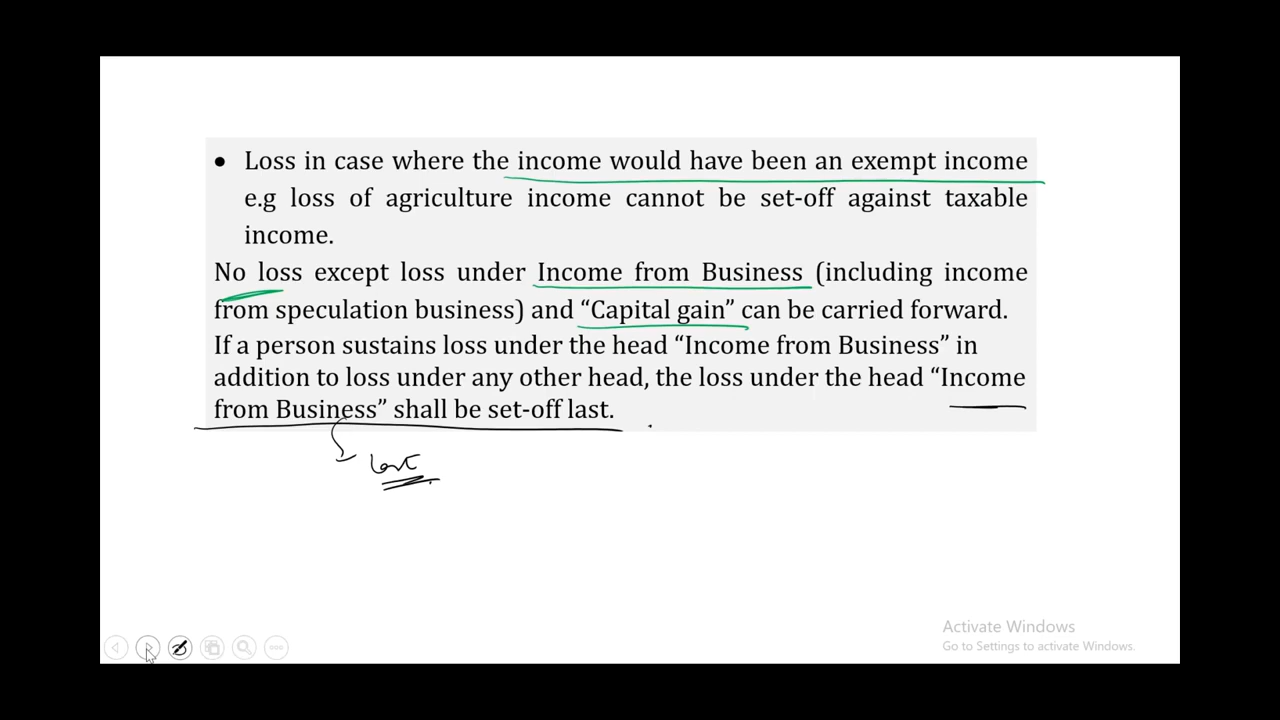 • Loss in case where the income would have been an exempt income
e.g loss of agriculture income cannot be set-off against taxable
income.
No loss except loss under Income from Business (including income
from speculation business) and “Capital gain” can be carried forward.
If a person sustains loss under the head “Income from Business” in
addition to loss under any other head, the loss under the head “Income
from Business” shall be set-off last.
last
Activate Windows
Go to Settings to activate Windows.